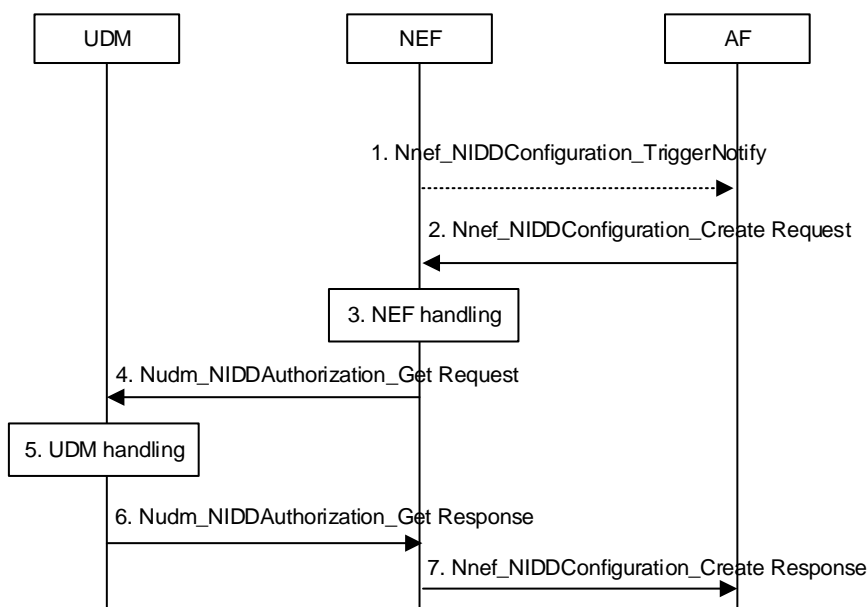 UDM
NEF
AF
1. Nnef_NIDDConfiguration_TriggerNotify
2. Nnef_NIDDConfiguration_Create Request
3. NEF handling
4. Nudm_NIDDAuthorization_Get Request
5. UDM handling
6. Nudm_NIDDAuthorization_Get Response
7. Nnef_NIDDConfiguration_Create Response